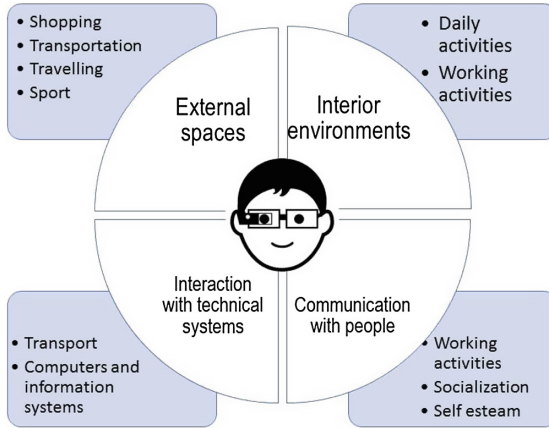 • Shopping
• Transportation
• Travelling
• Sport
External
spaces
Interior
environments
• Daily
activities
• Working
activities
Interaction
with technical
systems
Communication
with people
• Transport
• Computers and
information
systems
• Working
activities
• Socialization
• Self esteam